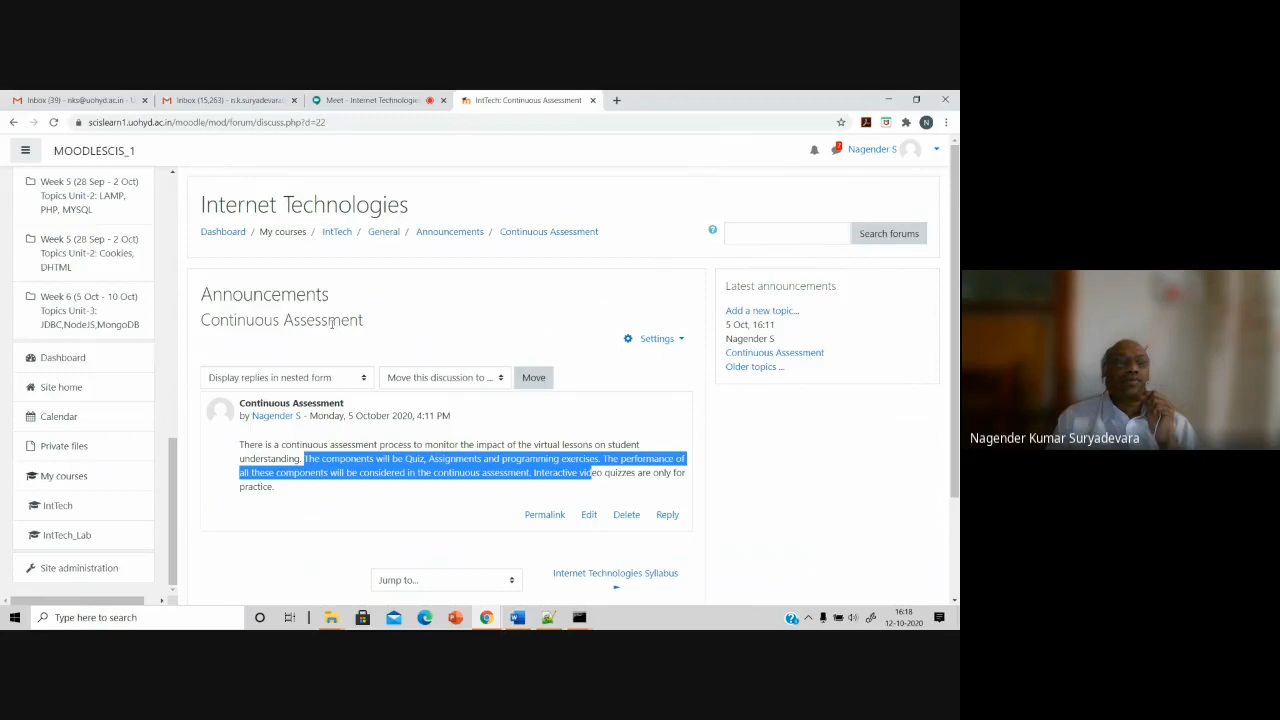 Inbox (39) - nks@uohyd.ac.in -
Inbox (15,263) - n.k.suryadevara
Meet - Internet Technologie
IntTech: Continuous Assessment
scislearn1.uohyd.ac.in/moodle/mod/forum/discuss.php?d=22
N
MOODLESCIS_1
Nagender S
Week 5 (28 Sep - 2 Oct)
Topics Unit-2: LAMP,
PHP, MYSQL
Week 5 (28 Sep - 2 Oct)
Topics Unit-2: Cookies,
DHTML
Week 6 (5 Oct - 10 Oct)
Topics Unit-3:
JDBC,NodeJS,MongoDB
Dashboard
Site home
Calendar
Private files
My courses
IntTech
IntTech_Lab
Site administration
Internet Technologies
Dashboard / My courses / IntTech / General / Announcements / Continuous Assessment
Search forums
Announcements
Continuous Assessment
Settings
Display replies in nested form
Move this discussion to ...
Move
Continuous Assessment
by Nagender S - Monday, 5 October 2020, 4:11 PM
There is a continuous assessment process to monitor the impact of the virtual lessons on student
understanding. The components will be Quiz, Assignments and programming exercises. The performance of
all these components will be considered in the continuous assessment. Interactive video quizzes are only for
practice.
Permalink Edit Delete Reply
Jump to...
Internet Technologies Syllabus
Latest announcements
Add a new topic...
5 Oct, 16:11
Nagender S
Continuous Assessment
Older topics ...
Nagender Kumar Suryadevara
Type here to search
16:18
12-10-2020